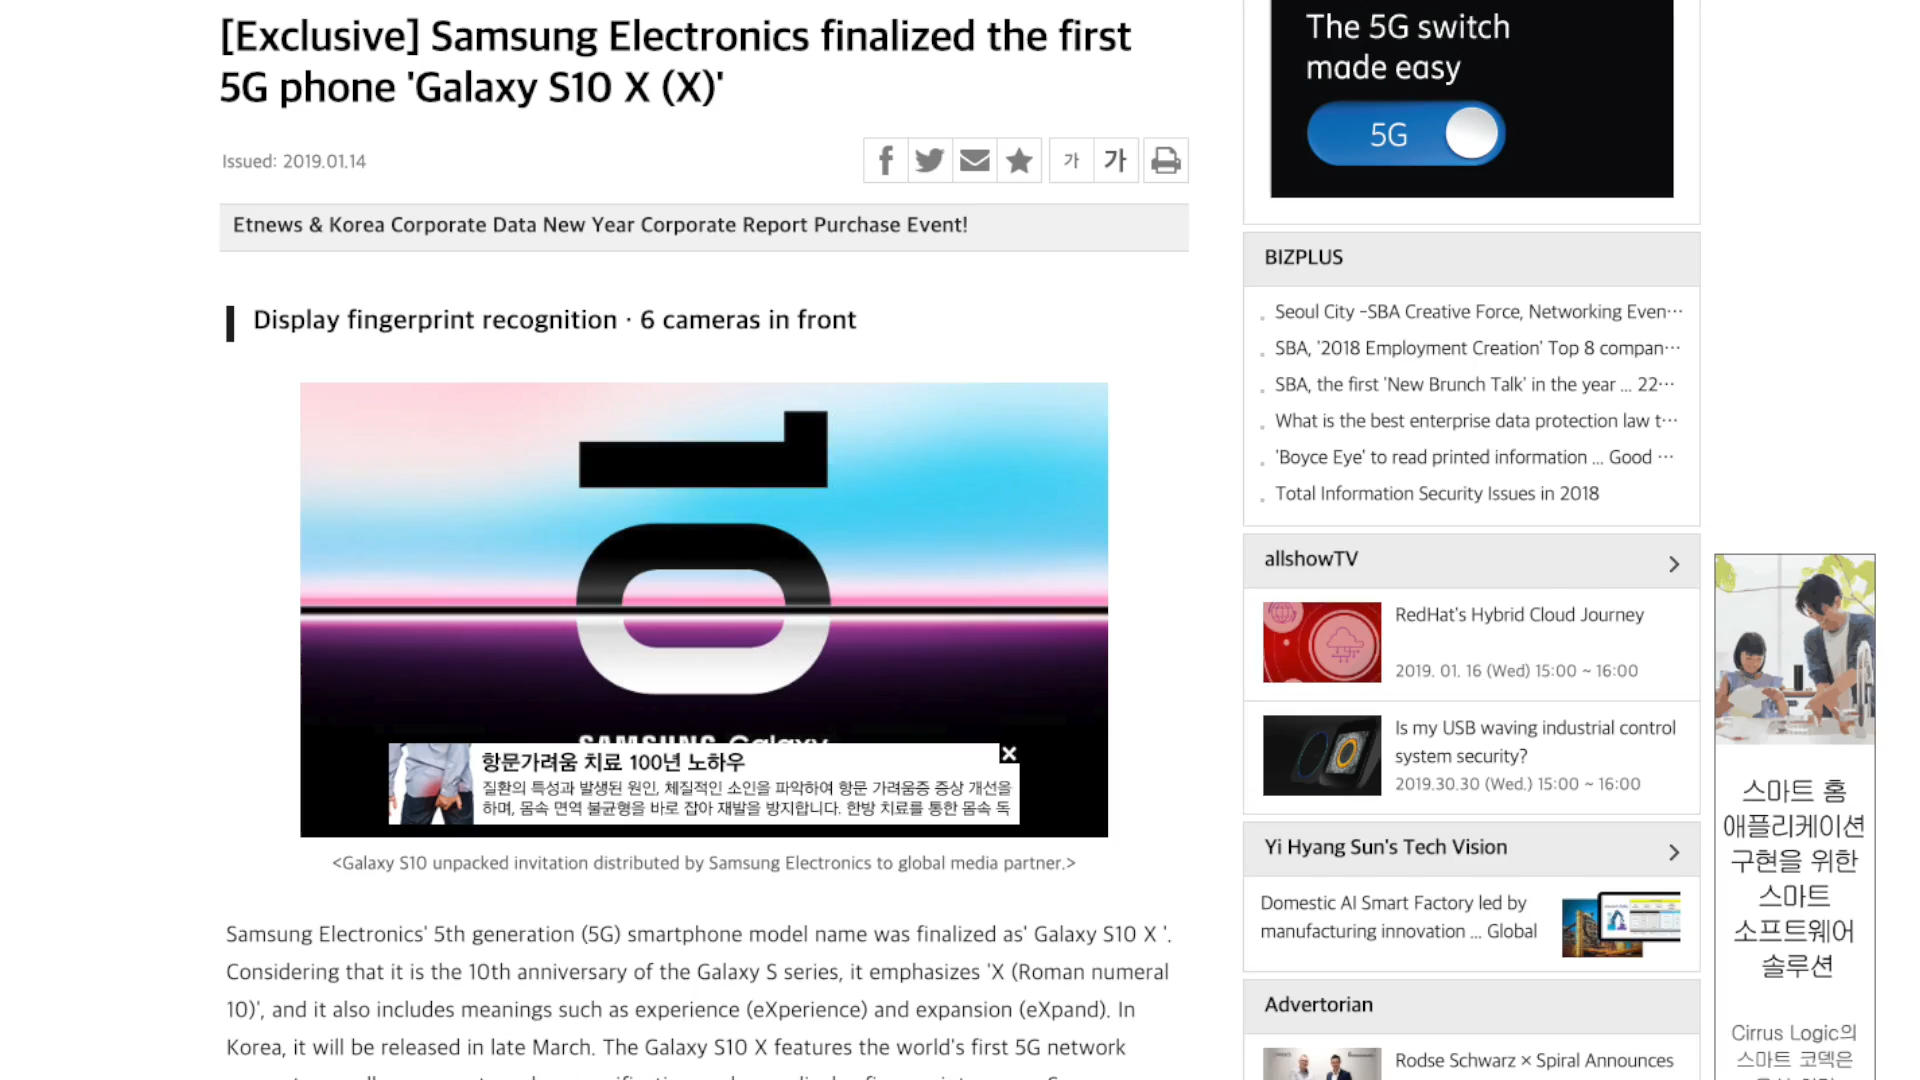 [Exclusive] Samsung Electronics finalized the first
5G phone 'Galaxy S10 X (X)'
Issued: 2019.01.14
가 가
Etnews & Korea Corporate Data New Year Corporate Report Purchase Event!
Display fingerprint recognition · 6 cameras in front
10
SAMSUNG Galaxy
항문가려움 치료 100년 노하우
질환의 특성과 발생된 원인, 체질적인 소인을 파악하여 항문 가려움증 증상 개선을
하며, 몸속 면역 불균형을 바로 잡아 재발을 방지합니다. 한방 치료를 통한 몸속 독
<Galaxy S10 unpacked invitation distributed by Samsung Electronics to global media partner.>
Samsung Electronics' 5th generation (5G) smartphone model name was finalized as' Galaxy S10 X '.
Considering that it is the 10th anniversary of the Galaxy S series, it emphasizes 'X (Roman numeral
10)', and it also includes meanings such as experience (eXperience) and expansion (eXpand). In
Korea, it will be released in late March. The Galaxy S10 X features the world's first 5G network
The 5G switch
made easy
5G
BIZPLUS
Seoul City -SBA Creative Force, Networking Even···
SBA, '2018 Employment Creation' Top 8 compan···
SBA, the first 'New Brunch Talk' in the year ... 22···
What is the best enterprise data protection law t···
'Boyce Eye' to read printed information ... Good ···
Total Information Security Issues in 2018
allshowTV
RedHat's Hybrid Cloud Journey
2019. 01. 16 (Wed) 15:00 ~ 16:00
Is my USB waving industrial control
system security?
2019.30.30 (Wed.) 15:00 ~ 16:00
Yi Hyang Sun's Tech Vision
Domestic AI Smart Factory led by
manufacturing innovation ... Global
Advertorian
Rodse Schwarz × Spiral Announces
스마트 홈
애플리케이션
구현을 위한
스마트
소프트웨어
솔루션
Cirrus Logic의
스마트 코덱은